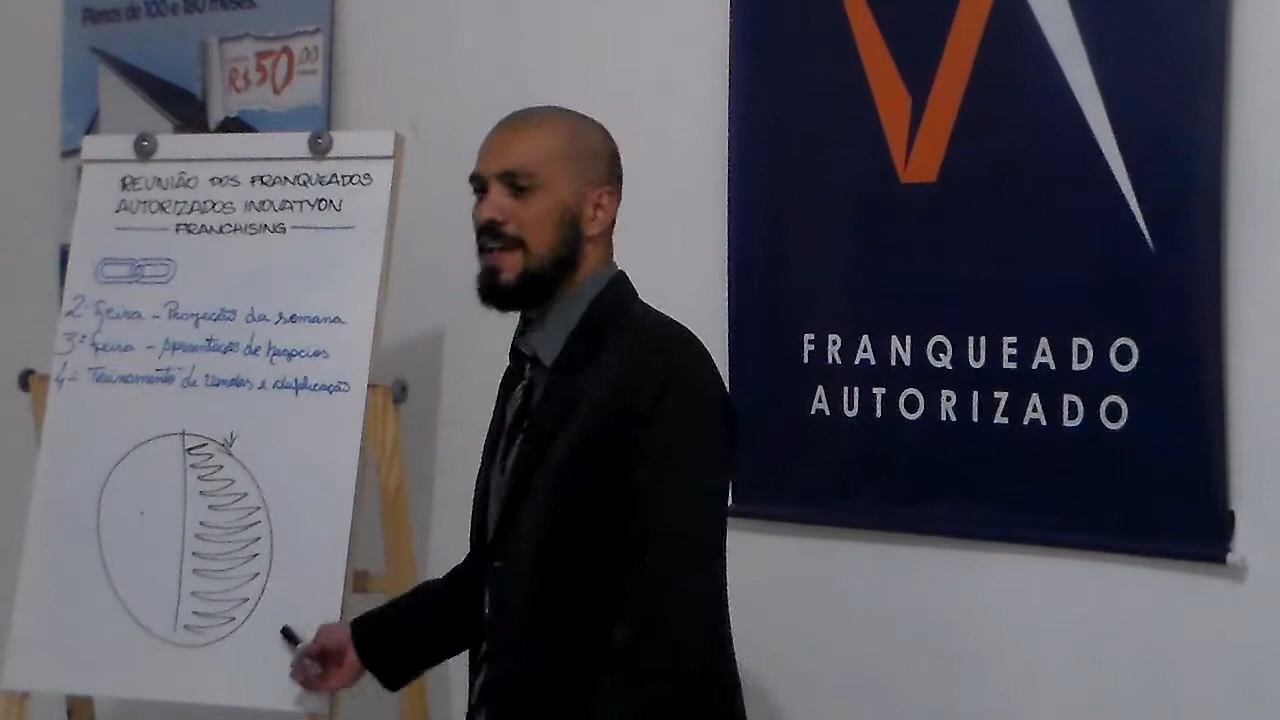 Planos de 100 e 180 meses.
R$50,00
REUNIÃO DOS FRANQUEADOS
AUTORIZADOS INOVATYON
FRANCHISING
2ª Feira - Projeção da semana
3ª feira - Apresentação de Negócios
4ª - Treinamento de vendas e duplicação
FRANQUEADO
AUTORIZADO